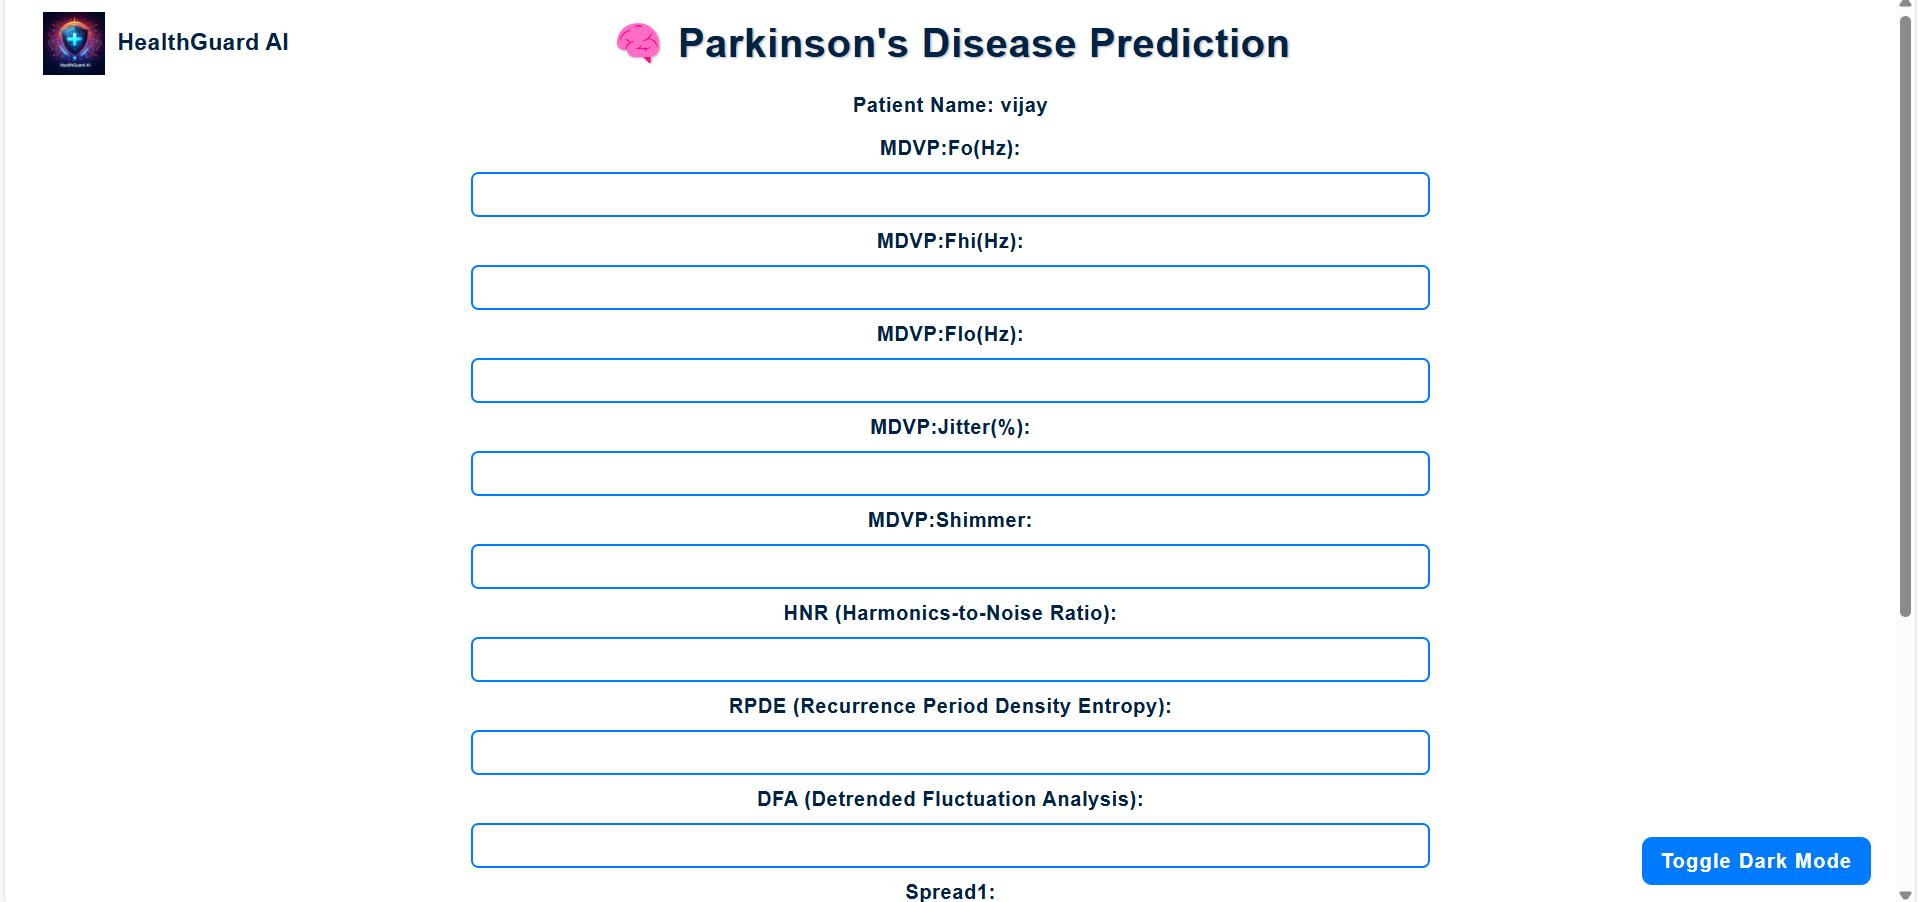 HealthGuard AI
Parkinson's Disease Prediction
Patient Name: vijay
MDVP:Fo(Hz):
MDVP:Fhi(Hz):
MDVP:Flo(Hz):
MDVP:Jitter(%):
MDVP:Shimmer:
HNR (Harmonics-to-Noise Ratio):
RPDE (Recurrence Period Density Entropy):
DFA (Detrended Fluctuation Analysis):
Toggle Dark Mode
Spread1:
HealthGuard AI